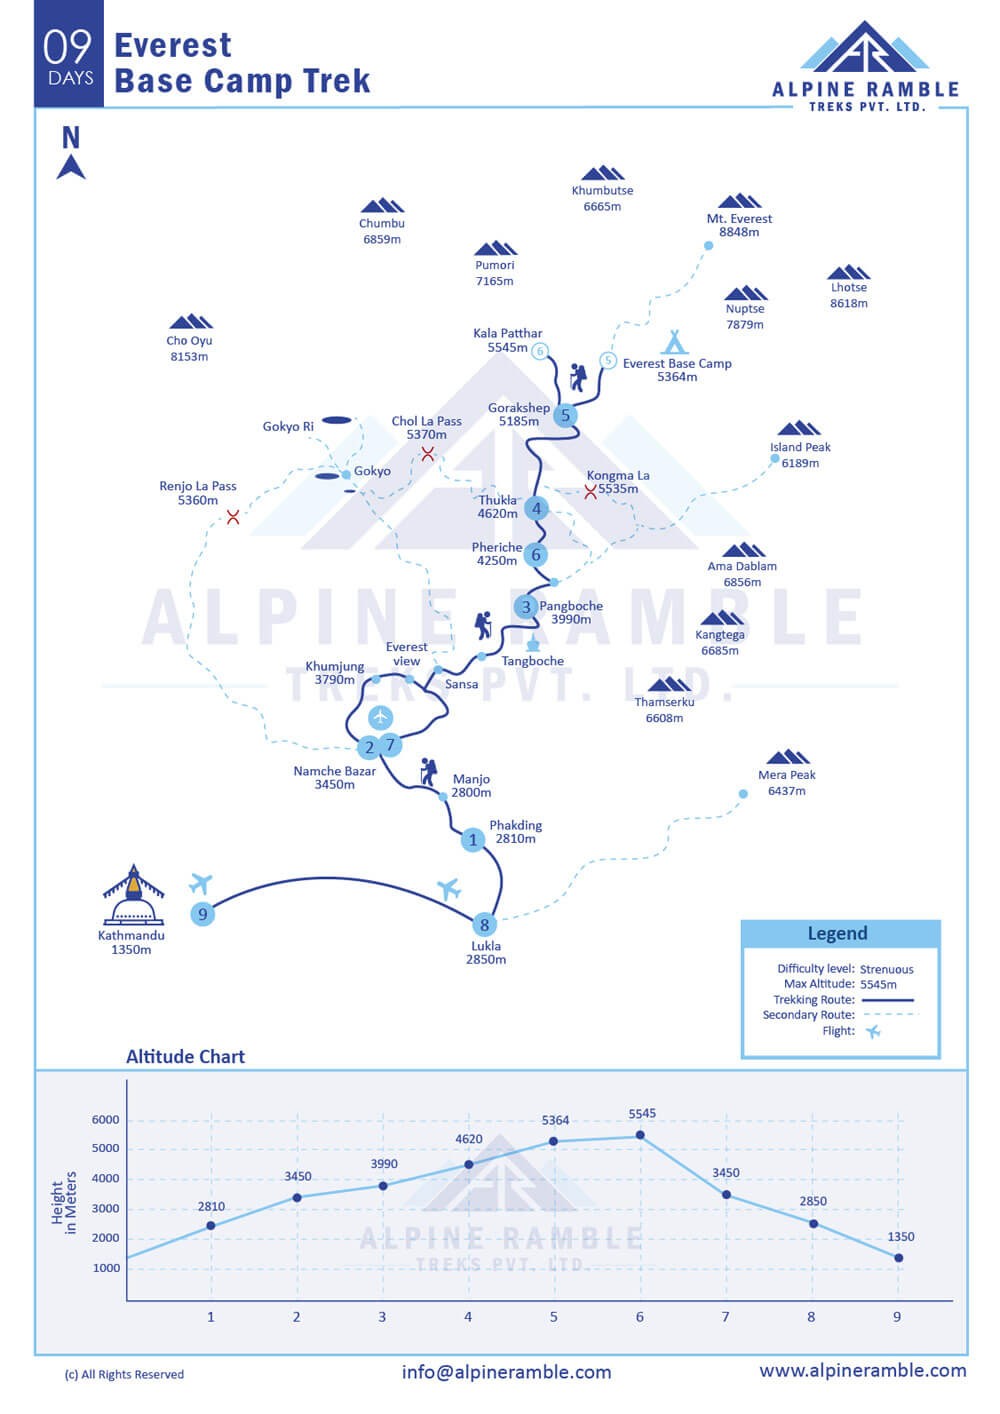 09
DAYS
Everest
Base Camp Trek
ALPINE RAMBLE
TREKS PVT. LTD.
N
Khumbutse
6665m
Chumbu
6859m
Mt. Everest
8848m
Pumori
7165m
Lhotse
8618m
Nuptse
7879m
Cho Oyu
8153m
Kala Patthar
5545m
6
5
Everest Base Camp
5364m
Gorakshep
5185m
5
Gokyo Ri
Chol La Pass
5370m
Island Peak
6189m
Gokyo
Renjo La Pass
5360m
Kongma La
5535m
Thukla
4620m
4
Pheriche
4250m
6
Ama Dablam
6856m
3
Pangboche
3990m
ALPINE RAMBLE
TREKS PVT. LTD.
Kangtega
6685m
Everest
view
Tangboche
Khumjung
3790m
Sansa
Thamserku
6608m
2
7
Namche Bazar
3450m
Manjo
2800m
Mera Peak
6437m
Phakding
2810m
1
9
8
Kathmandu
1350m
Lukla
2850m
Legend
Difficulty level: Strenuous
Max Altitude: 5545m
Trekking Route:
Secondary Route:
Flight:
Altitude Chart
Height
in Meters
6000
5000
4000
3000
2000
1000
2810
3450
3990
4620
5364
5545
3450
2850
1350
ALPINE RAMBLE
TREKS PVT. LTD.
1 2 3 4 5 6 7 8 9
(c) All Rights Reserved
info@alpineramble.com
www.alpineramble.com